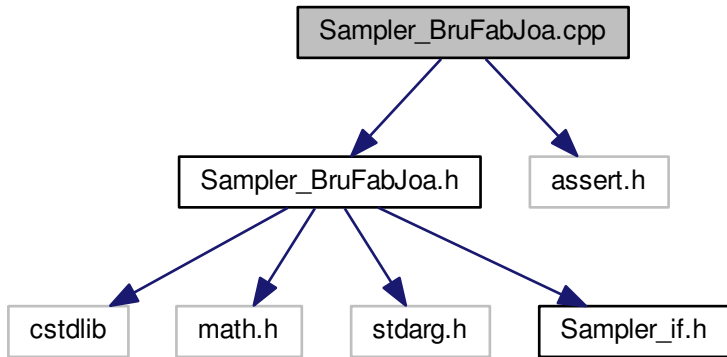 Sampler_BruFabJoa.cpp
Sampler_BruFabJoa.h
assert.h
cstdlib
math.h
stdarg.h
Sampler_if.h